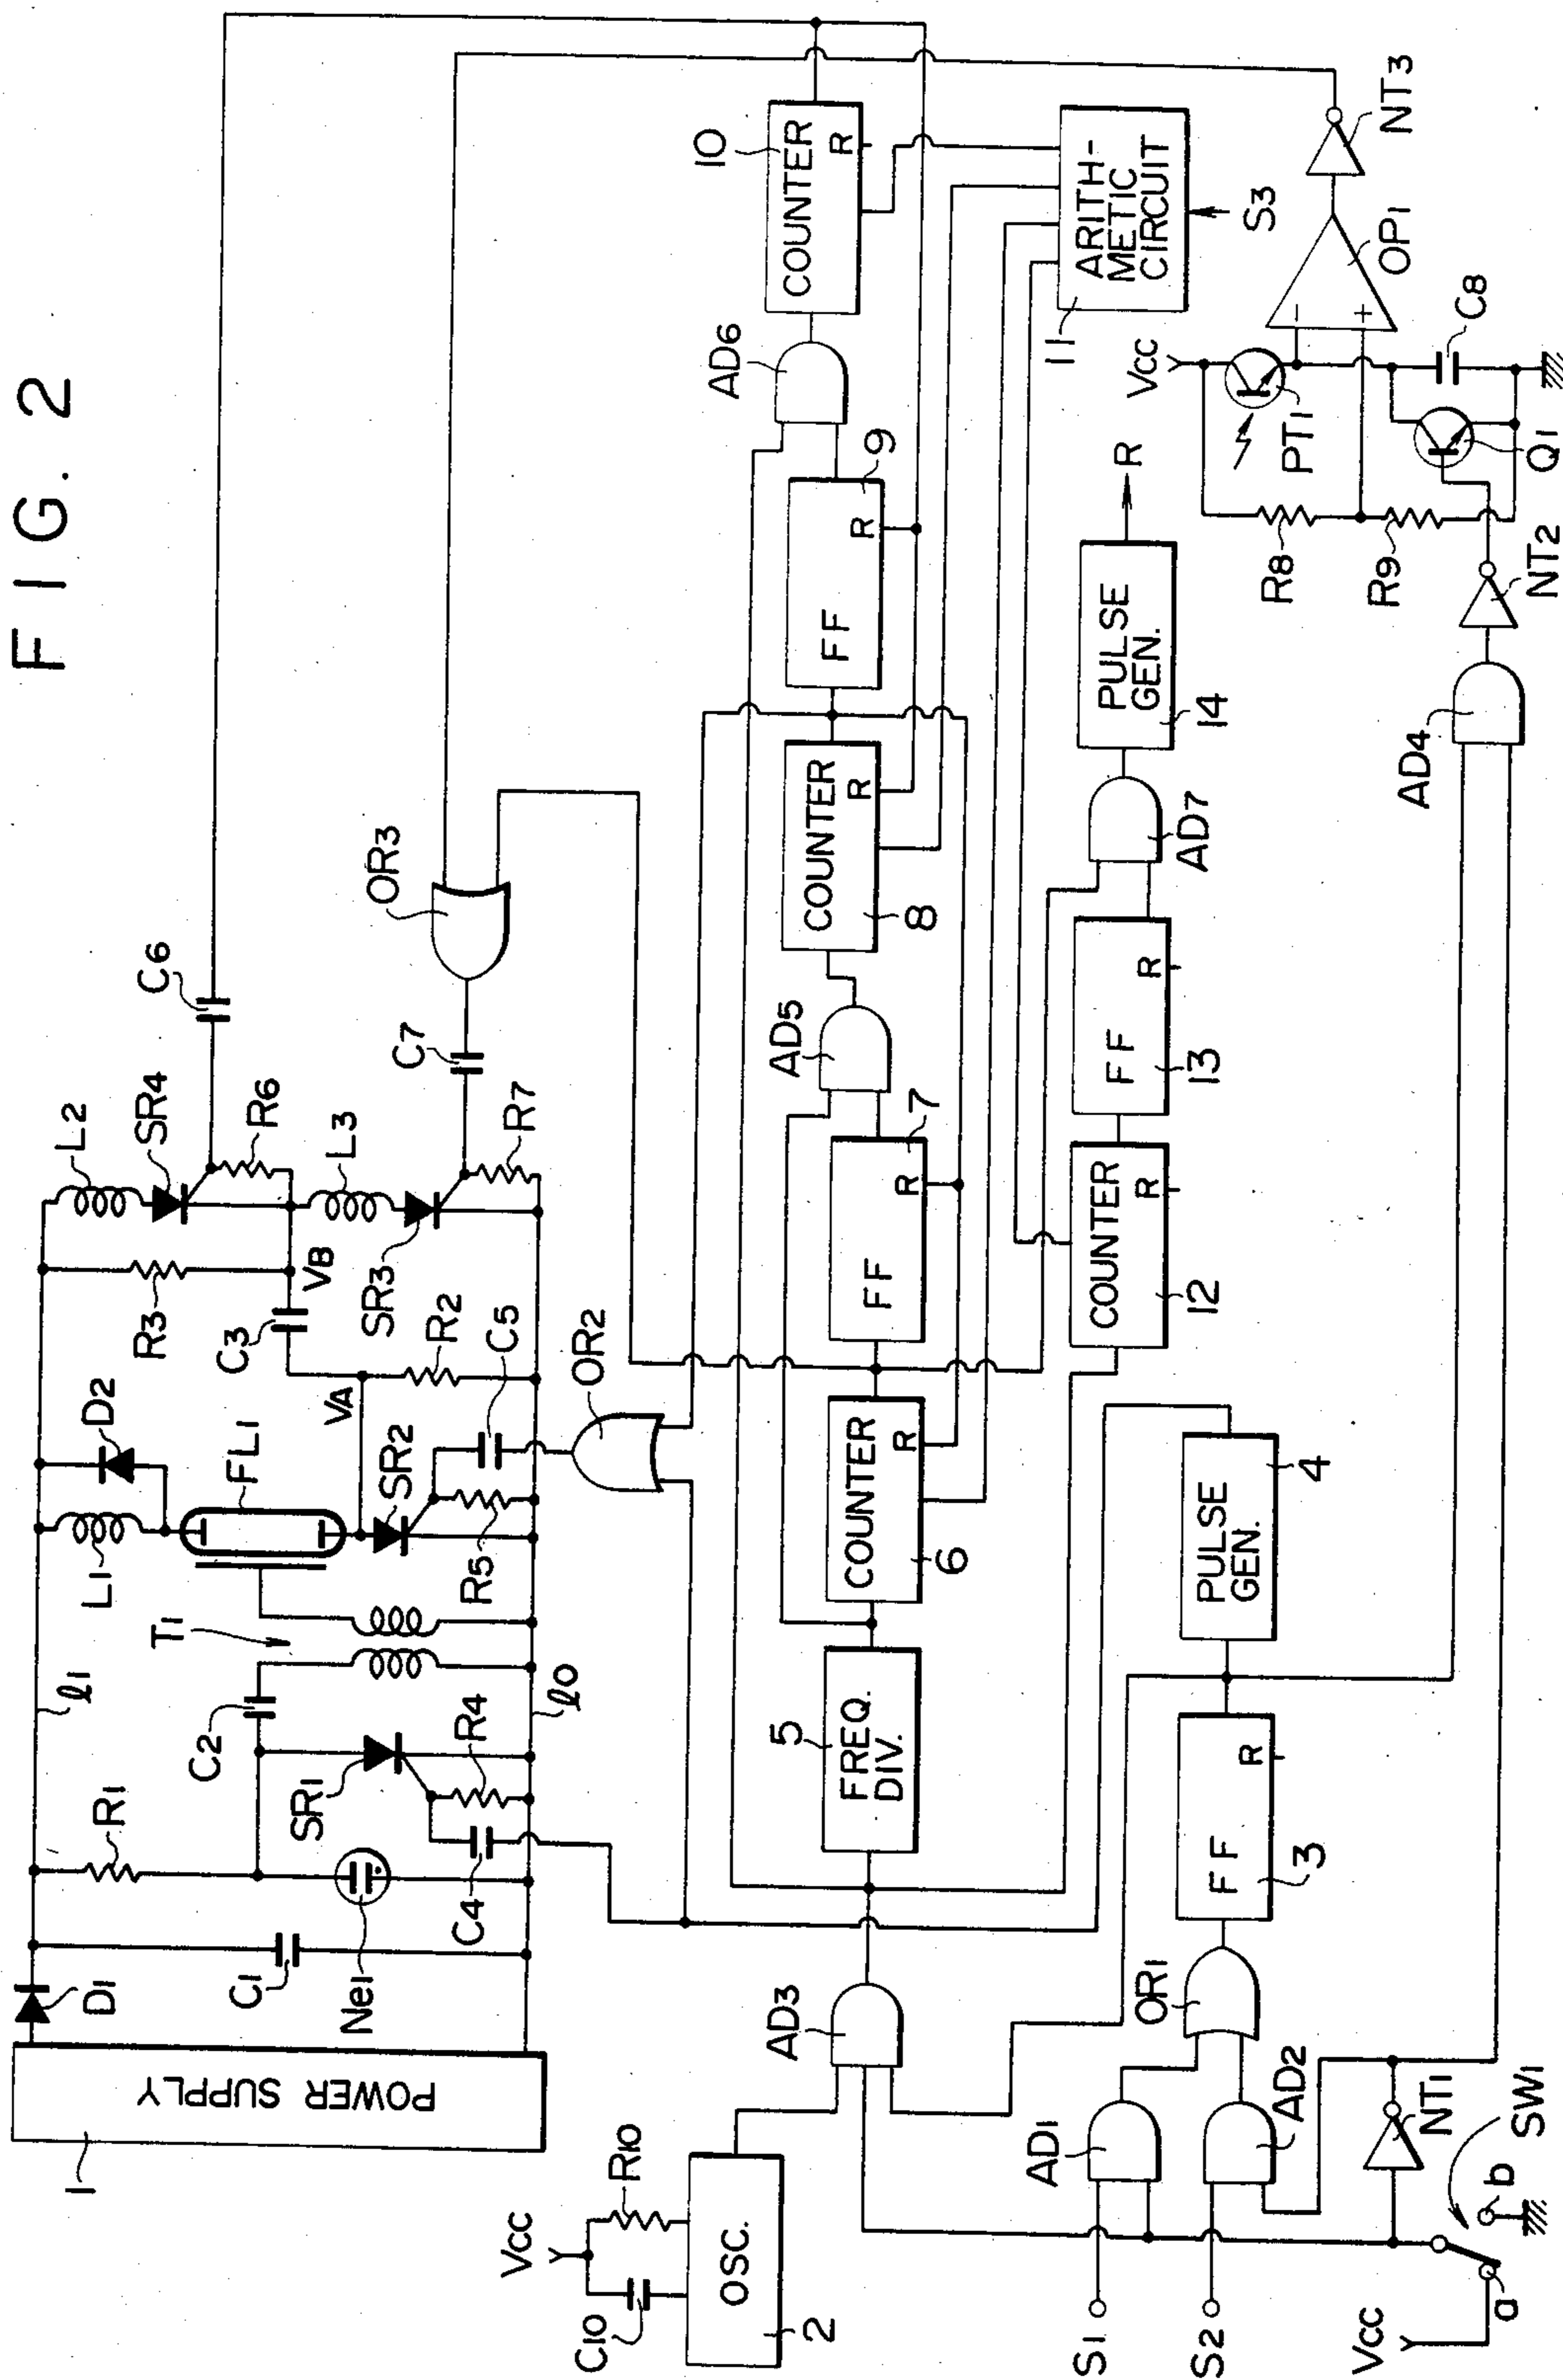 FIG. 2
1
POWER SUPPLY
D1
C1
R1
Ne1
l1
C2
SR1
R4
C4
l0
T1
L1
D2
FL1
SR2
R5
C5
VA
R2
C3
R3
VB
L2
SR4
R6
L3
SR3
R7
C6
C7
OR3
OR2
Vcc
C10
R10
OSC.
2
AD3
5
FREQ.
DIV.
COUNTER
R
6
FF
R
7
AD5
COUNTER
R
8
FF
R
9
AD6
10
COUNTER
R
ARITH-
METIC
CIRCUIT
11
S3
COUNTER
R
12
FF
R
13
AD7
PULSE
GEN.
14
R
S1
S2
AD1
AD2
OR1
FF
R
3
PULSE
GEN.
4
Vcc
a
b
SW1
NT1
AD4
NT2
R8
R9
Vcc
PT1
Q1
C8
-
+
OP1
NT3